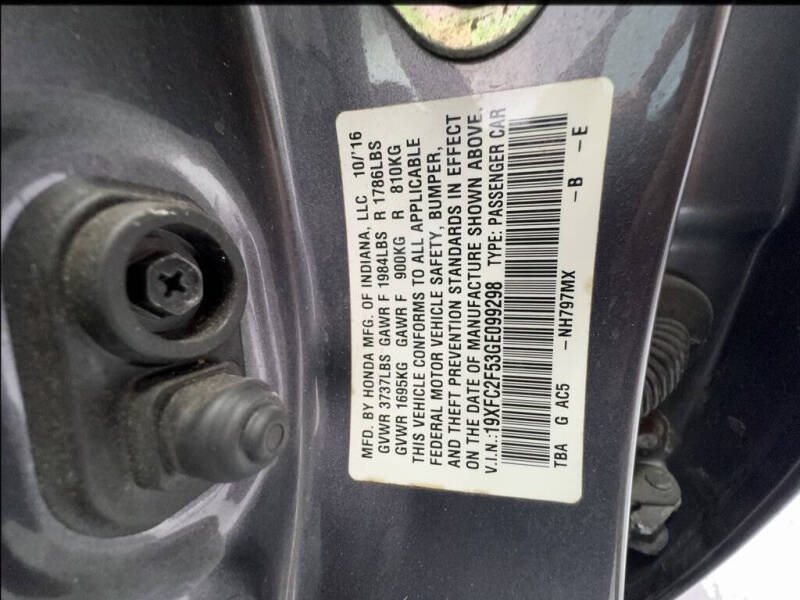 MFD. BY HONDA MFG. OF INDIANA, LLC 10/'16
GVWR 3737LBS GAWR F 1984LBS R 1786LBS
GVWR 1695KG GAWR F 900KG R 810KG
THIS VEHICLE CONFORMS TO ALL APPLICABLE
FEDERAL MOTOR VEHICLE SAFETY, BUMPER,
AND THEFT PREVENTION STANDARDS IN EFFECT
ON THE DATE OF MANUFACTURE SHOWN ABOVE.
V.I.N.:19XFC2F53GE099298 TYPE: PASSENGER CAR
TBA G AC5 -NH797MX -B -E